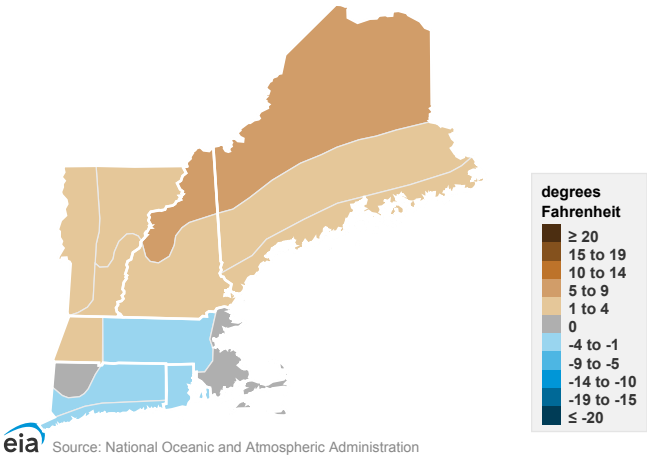 degrees
Fahrenheit
≥ 20
15 to 19
10 to 14
5 to 9
1 to 4
0
-4 to -1
-9 to -5
-14 to -10
-19 to -15
≤ -20
eia Source: National Oceanic and Atmospheric Administration